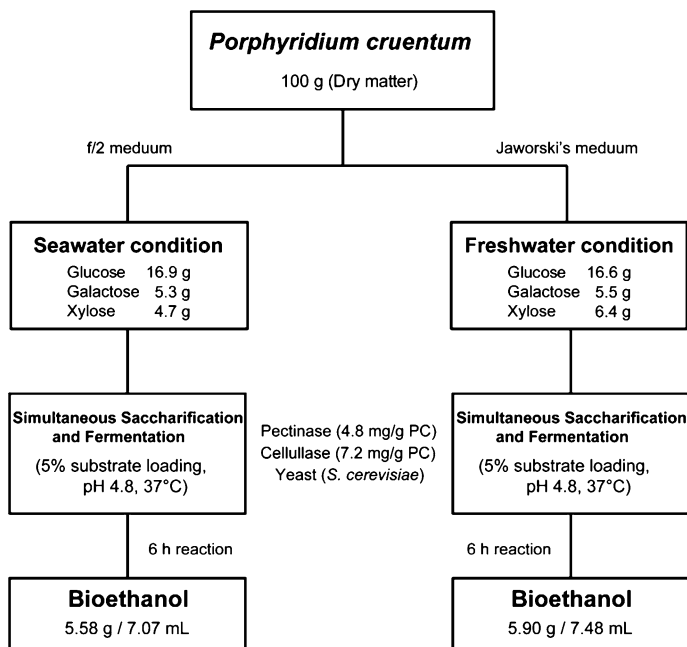 Porphyridium cruentum
100 g (Dry matter)
f/2 meduum
Jaworski's meduum
Seawater condition
Glucose 16.9 g
Galactose 5.3 g
Xylose 4.7 g
Freshwater condition
Glucose 16.6 g
Galactose 5.5 g
Xylose 6.4 g
Simultaneous Saccharification
and Fermentation
(5% substrate loading,
pH 4.8, 37°C)
Pectinase (4.8 mg/g PC)
Cellullase (7.2 mg/g PC)
Yeast (S. cerevisiae)
Simultaneous Saccharification
and Fermentation
(5% substrate loading,
pH 4.8, 37°C)
6 h reaction
6 h reaction
Bioethanol
5.58 g / 7.07 mL
Bioethanol
5.90 g / 7.48 mL